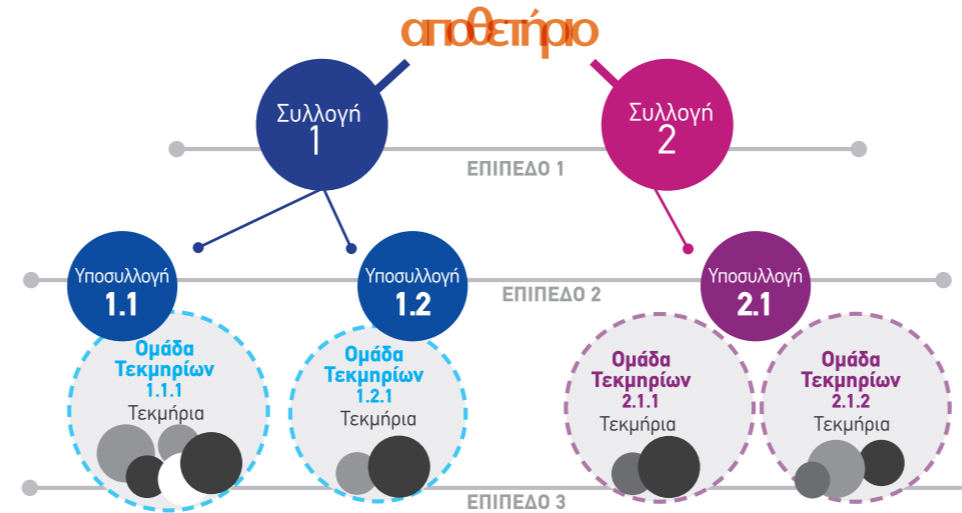 αποθετήριο
Συλλογή
1
Συλλογή
2
ΕΠΙΠΕΔΟ 1
Υποσυλλογή
1.1
Υποσυλλογή
1.2
Υποσυλλογή
2.1
ΕΠΙΠΕΔΟ 2
Ομάδα
Τεκμηρίων
1.1.1
Τεκμήρια
Ομάδα
Τεκμηρίων
1.2.1
Τεκμήρια
Ομάδα
Τεκμηρίων
2.1.1
Τεκμήρια
Ομάδα
Τεκμηρίων
2.1.2
Τεκμήρια
ΕΠΙΠΕΔΟ 3